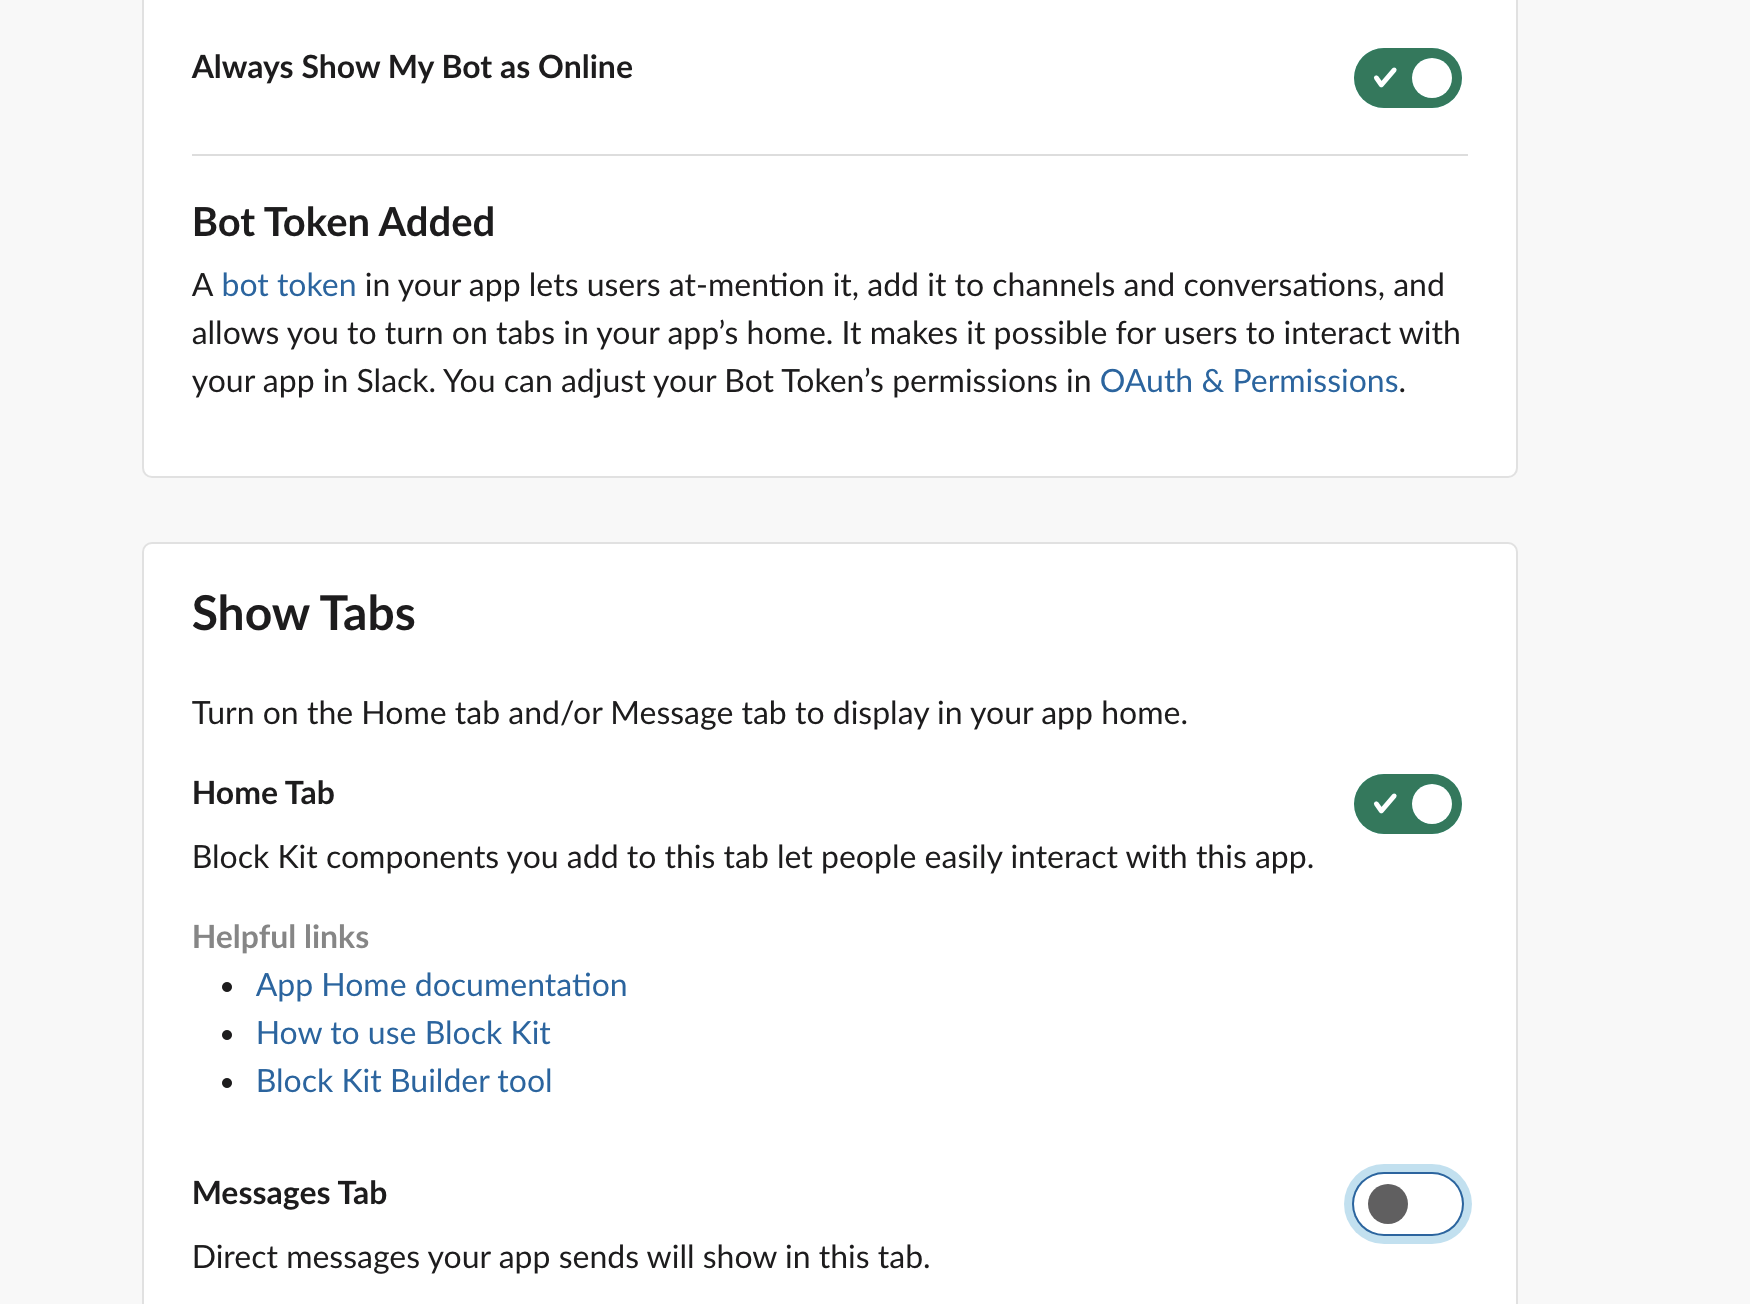 Always Show My Bot as Online
Bot Token Added
A bot token in your app lets users at-mention it, add it to channels and conversations, and
allows you to turn on tabs in your app’s home. It makes it possible for users to interact with
your app in Slack. You can adjust your Bot Token’s permissions in OAuth & Permissions.
Show Tabs
Turn on the Home tab and/or Message tab to display in your app home.
Home Tab
Block Kit components you add to this tab let people easily interact with this app.
Helpful links
• App Home documentation
• How to use Block Kit
• Block Kit Builder tool
Messages Tab
Direct messages your app sends will show in this tab.